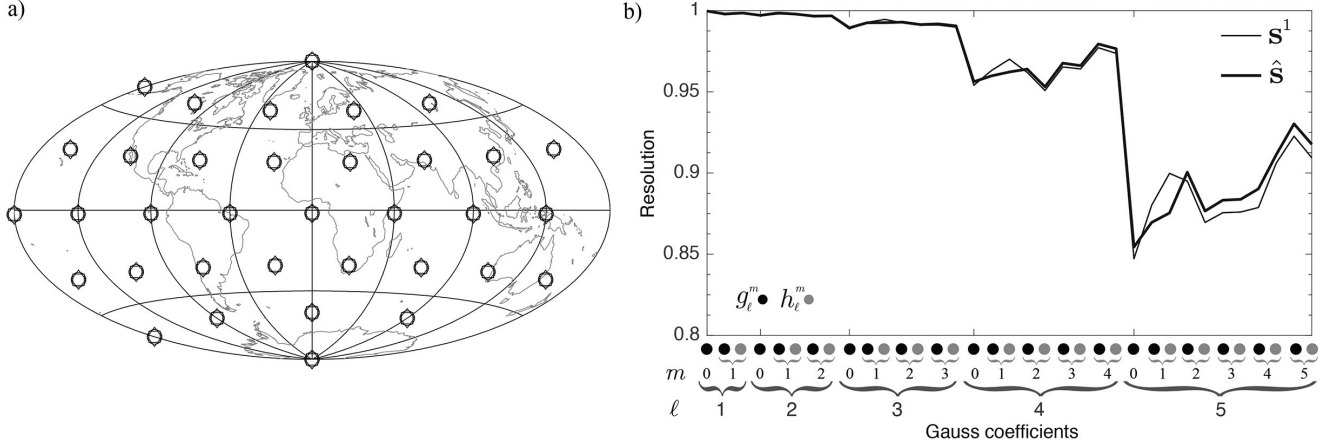 a)
b)
1
0.95
0.9
0.85
0.8
Resolution
s¹
ŝ
gₗᵐ hₗᵐ
m 0 1 0 1 2 0 1 2 3 0 1 2 3 4 0 1 2 3 4 5
ℓ 1 2 3 4 5
Gauss coefficients